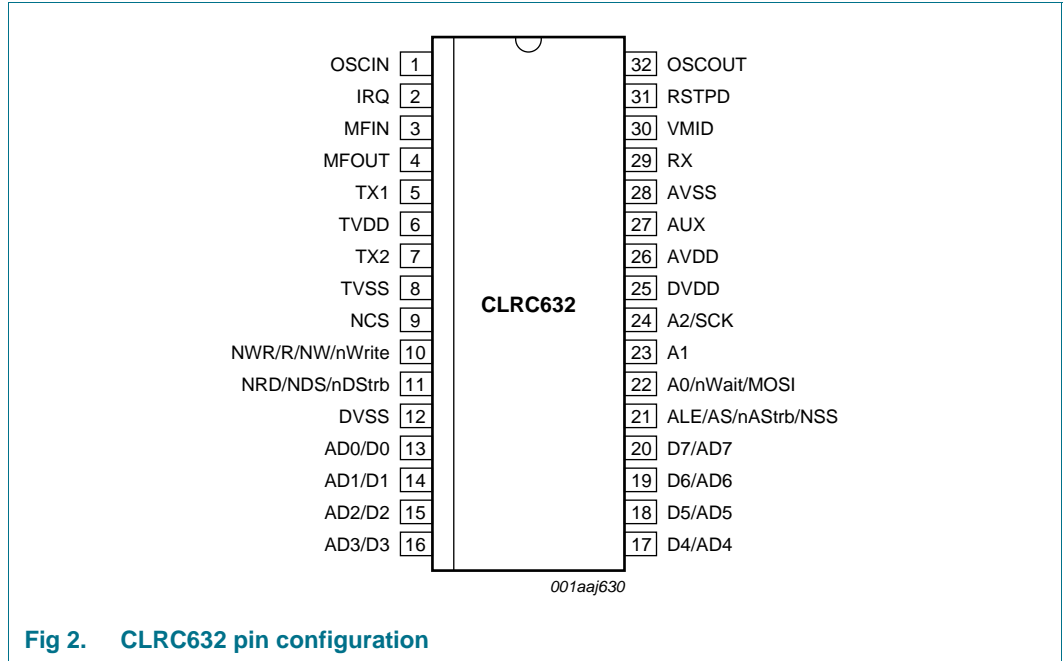 OSCIN 1 32 OSCOUT
IRQ 2 31 RSTPD
MFIN 3 30 VMID
MFOUT 4 29 RX
TX1 5 28 AVSS
TVDD 6 27 AUX
TX2 7 26 AVDD
TVSS 8 25 DVDD
CLRC632
NCS 9 24 A2/SCK
NWR/R/NW/nWrite 10 23 A1
NRD/NDS/nDStrb 11 22 A0/nWait/MOSI
DVSS 12 21 ALE/AS/nAStrb/NSS
AD0/D0 13 20 D7/AD7
AD1/D1 14 19 D6/AD6
AD2/D2 15 18 D5/AD5
AD3/D3 16 17 D4/AD4
001aaj630
Fig 2. CLRC632 pin configuration